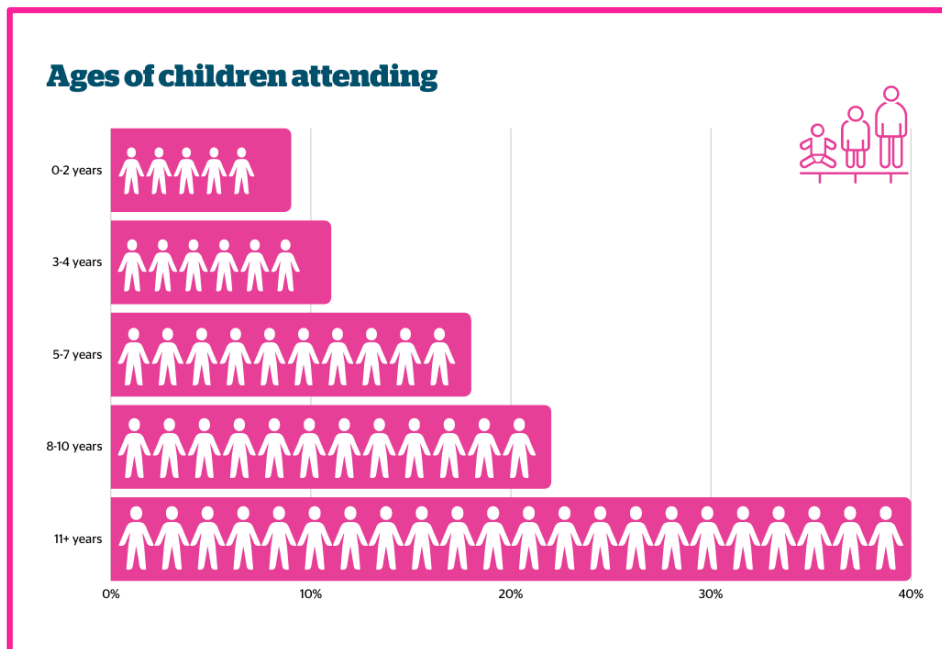 Ages of children attending
0-2 years
3-4 years
5-7 years
8-10 years
11+ years
0% 10% 20% 30% 40%